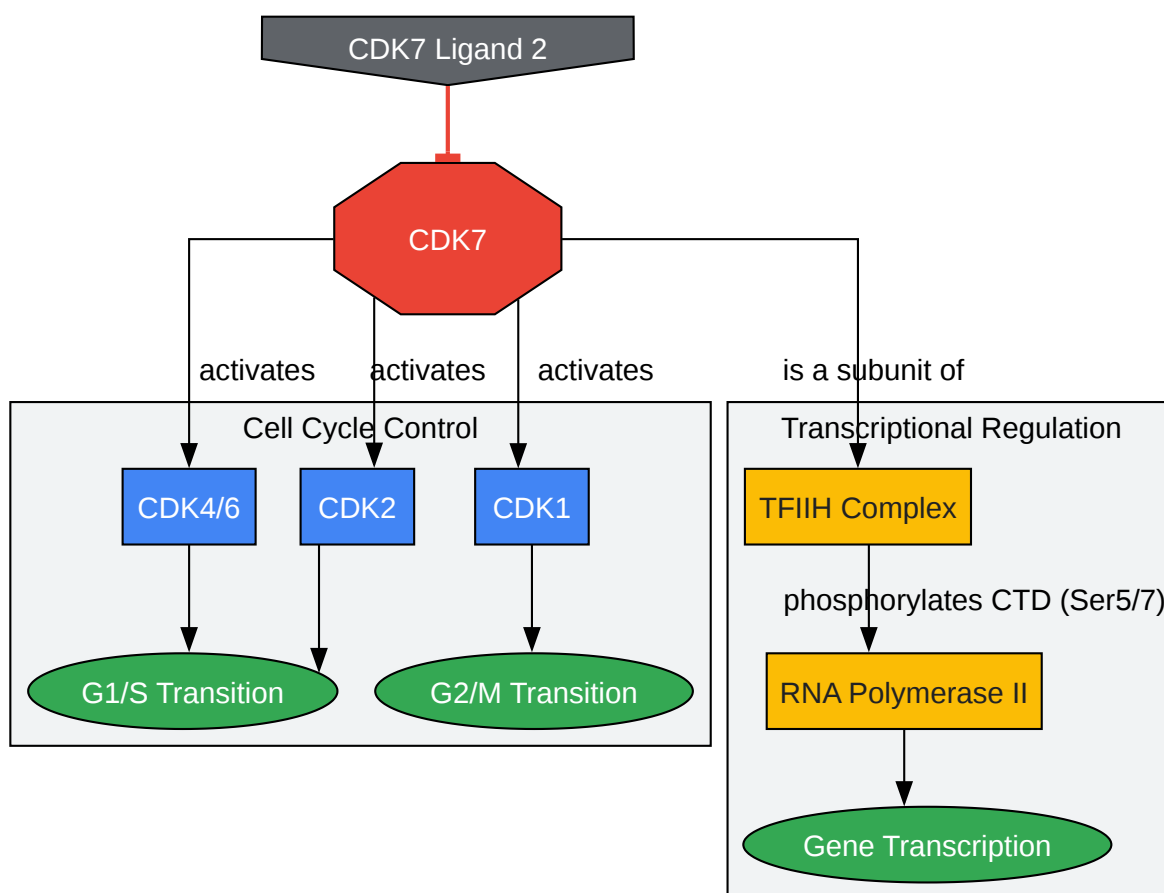 CDK7 Ligand 2
CDK7
activates
activates
activates
is a subunit of
Cell Cycle Control
Transcriptional Regulation
CDK4/6
CDK2
CDK1
TFIIH Complex
phosphorylates CTD (Ser5/7)
G1/S Transition
G2/M Transition
RNA Polymerase II
Gene Transcription